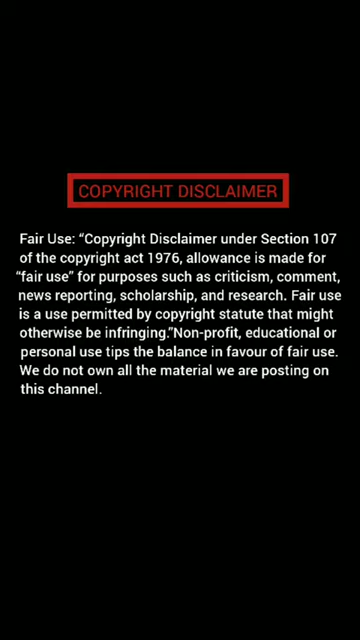 COPYRIGHT DISCLAIMER
Fair Use: “Copyright Disclaimer under Section 107
of the copyright act 1976, allowance is made for
“fair use” for purposes such as criticism, comment,
news reporting, scholarship, and research. Fair use
is a use permitted by copyright statute that might
otherwise be infringing.”Non-profit, educational or
personal use tips the balance in favour of fair use.
We do not own all the material we are posting on
this channel.